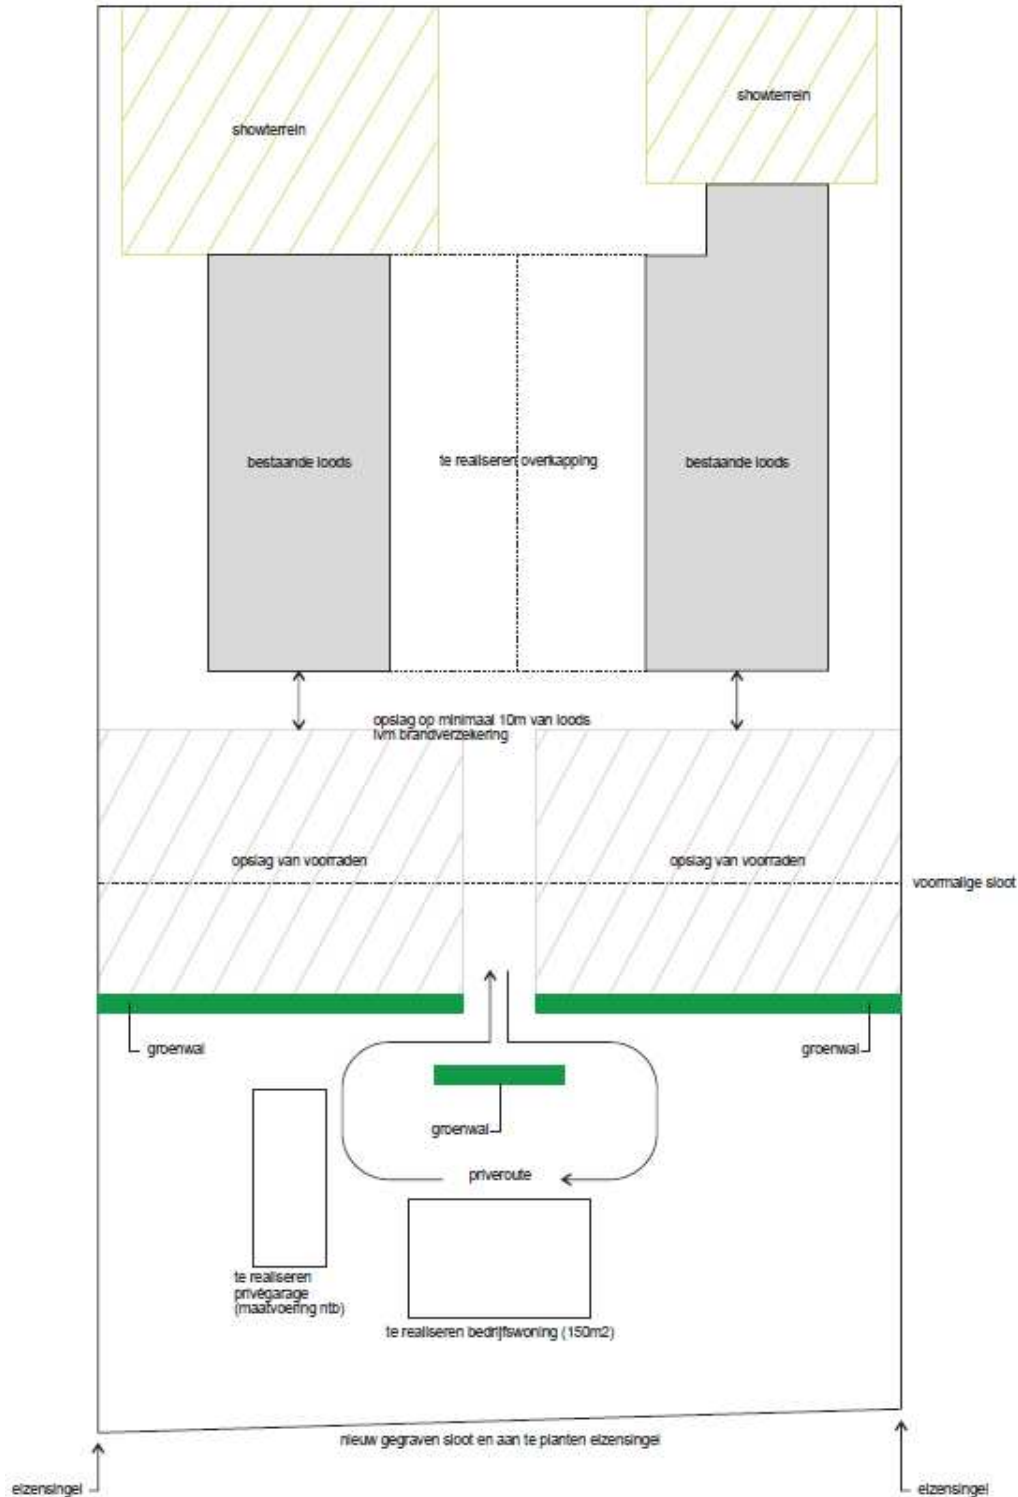 showterrein
showterrein
bestaande loods
te realiseren overkapping
bestaande loods
opslag op minimaal 10m van loods
ivm brandverzekering
opslag van voorraden
opslag van voorraden
voormalige sloot
groenwal
groenwal
groenwal
priveroute
te realiseren
privégarage
(maatvoering ntb)
te realiseren bedrijfswoning (150m2)
nieuw gegraven sloot en aan te planten elzensingel
elzensingel
elzensingel